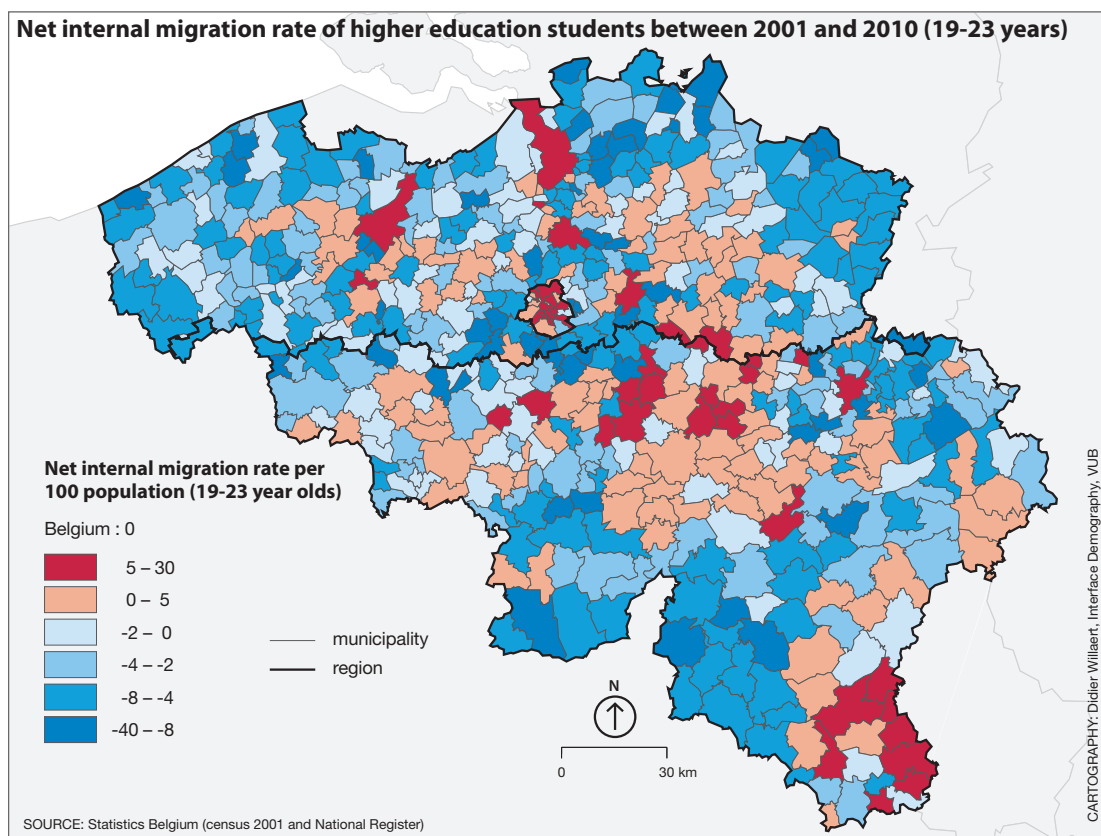 Net internal migration rate of higher education students between 2001 and 2010 (19-23 years)
Net internal migration rate per
100 population (19-23 year olds)
Belgium : 0
5 – 30
0 – 5
-2 – 0
-4 – -2
-8 – -4
-40 – -8
municipality
region
N
0 30 km
SOURCE: Statistics Belgium (census 2001 and National Register)
CARTOGRAPHY: Didier Willaert, Interface Demography, VUB